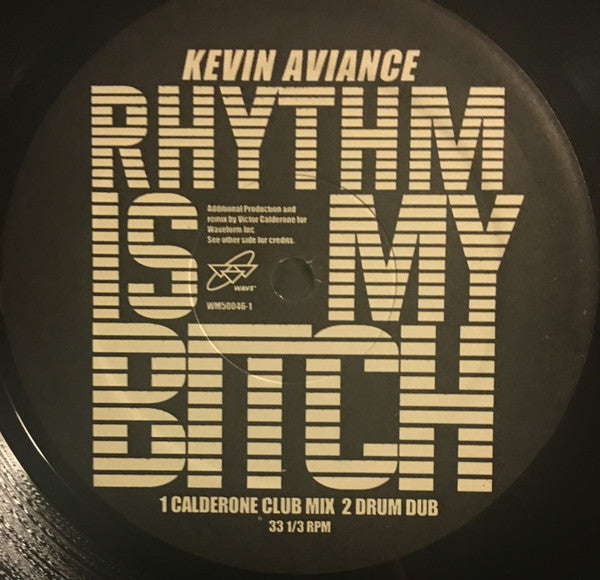 KEVIN AVIANCE
RHYTHM
IS MY
BITCH
Additional Production and
remix by Victor Calderone for
Waveform Inc
See other side for credits.
WAVE
WM50046-1
1 CALDERONE CLUB MIX 2 DRUM DUB
33 1/3 RPM